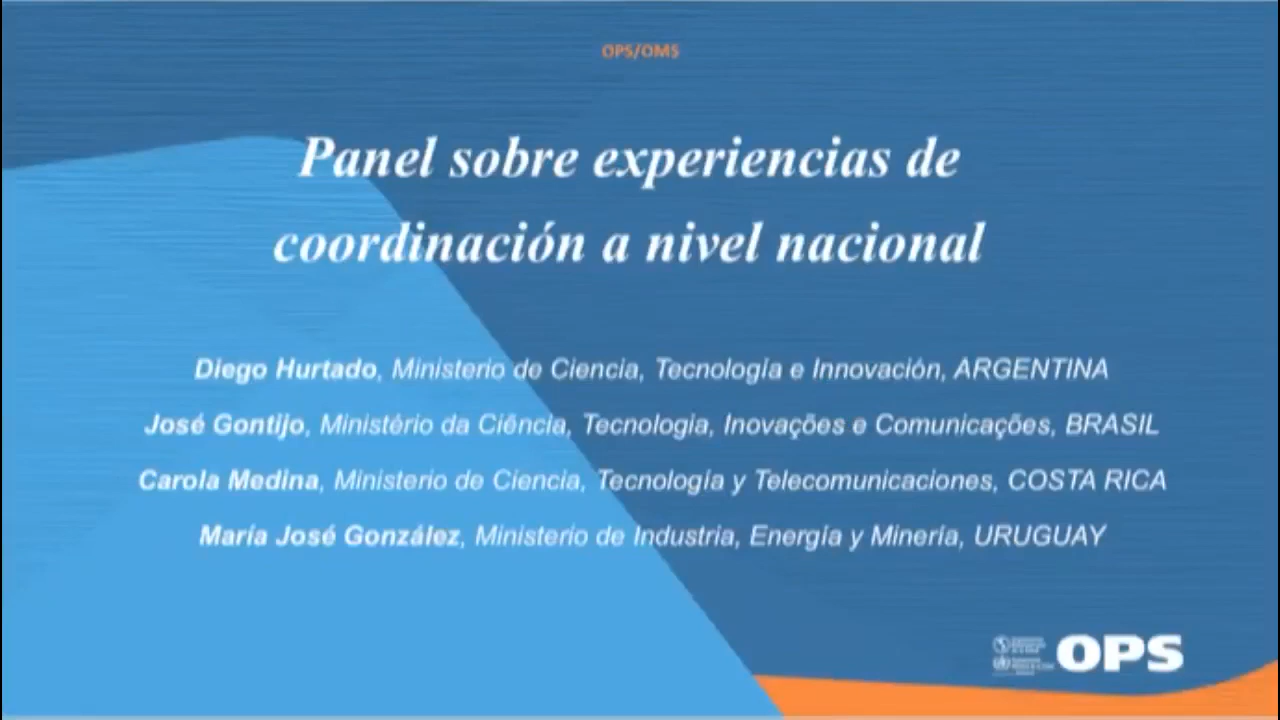 OPS/OMS
Panel sobre experiencias de
coordinación a nivel nacional
Diego Hurtado, Ministerio de Ciencia, Tecnología e Innovación, ARGENTINA
José Gontijo, Ministério da Ciência, Tecnologia, Inovações e Comunicações, BRASIL
Carola Medina, Ministerio de Ciencia, Tecnología y Telecomunicaciones, COSTA RICA
María José González, Ministerio de Industria, Energía y Minería, URUGUAY
OPS